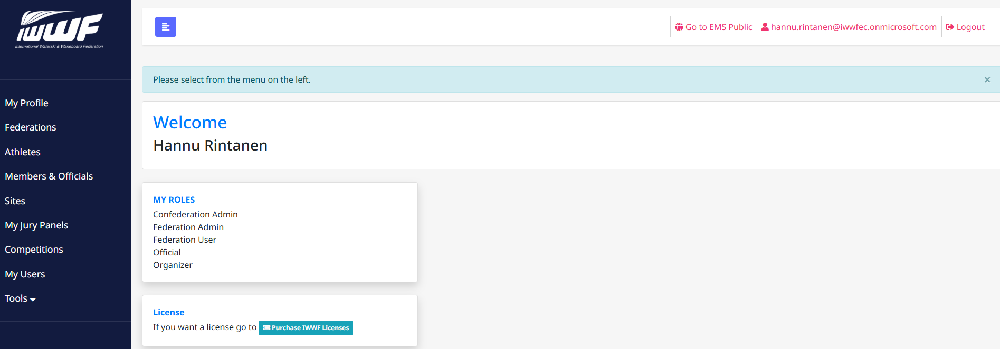 IWWF
International Waterski & Wakeboard Federation
Go to EMS Public
hannu.rintanen@iwwfec.onmicrosoft.com
Logout
Please select from the menu on the left.
×
My Profile
Federations
Athletes
Members & Officials
Sites
My Jury Panels
Competitions
My Users
Tools
Welcome
Hannu Rintanen
MY ROLES
Confederation Admin
Federation Admin
Federation User
Official
Organizer
License
If you want a license go to Purchase IWWF Licenses